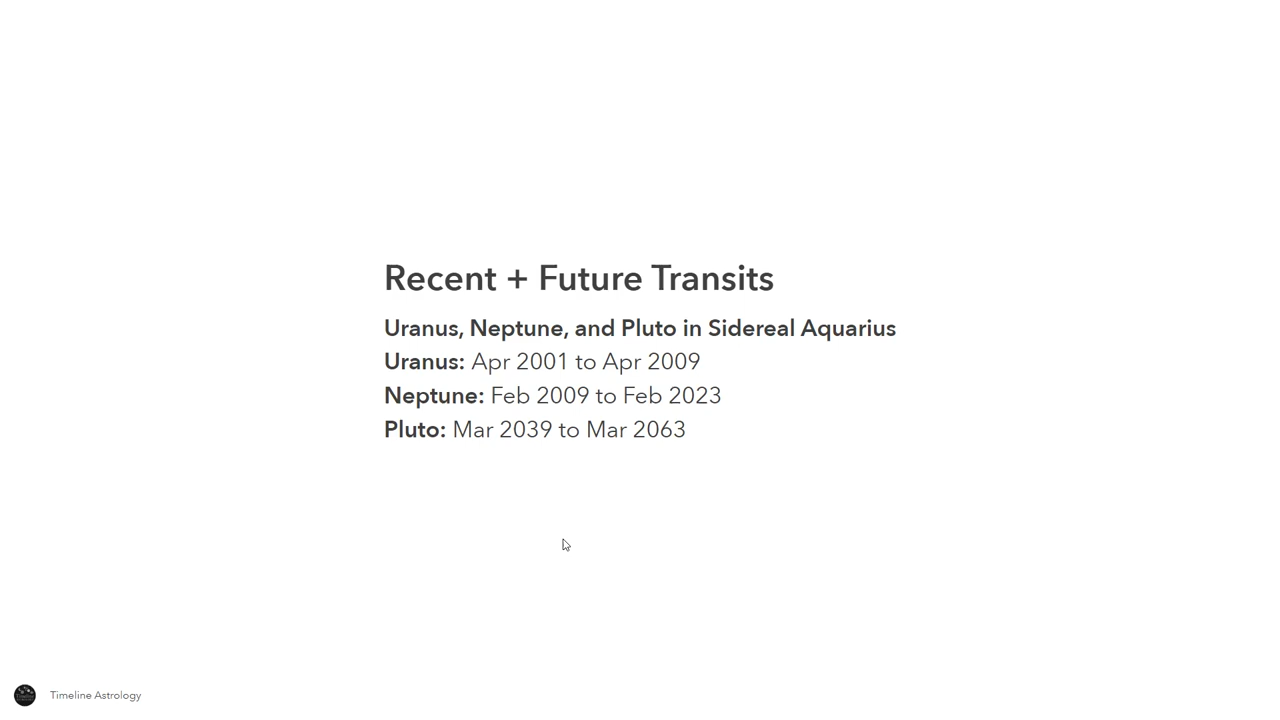 Recent + Future Transits
Uranus, Neptune, and Pluto in Sidereal Aquarius
Uranus: Apr 2001 to Apr 2009
Neptune: Feb 2009 to Feb 2023
Pluto: Mar 2039 to Mar 2063
Timeline Astrology